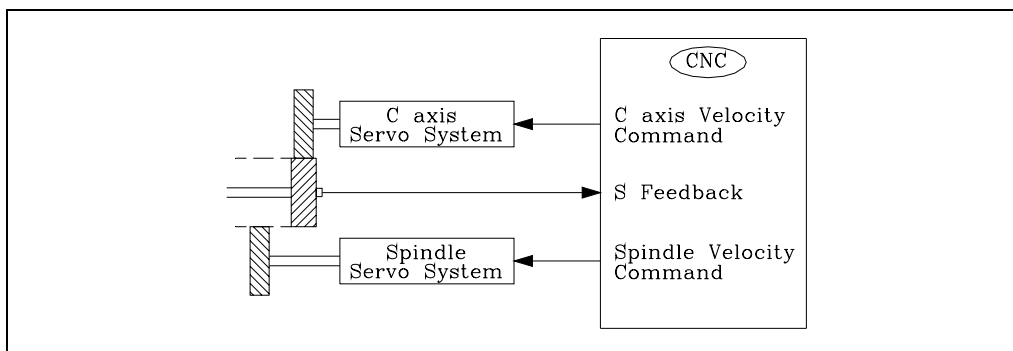 CNC
C axis
Servo System
C axis Velocity
Command
S Feedback
Spindle
Servo System
Spindle Velocity
Command